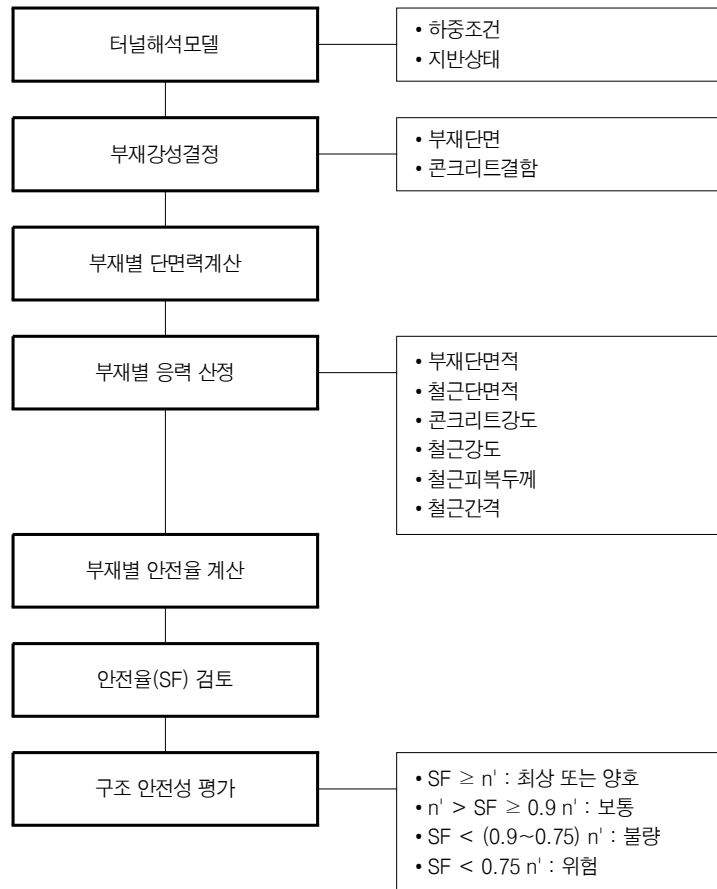 터널해석모델
• 하중조건
• 지반상태
부재강성결정
• 부재단면
• 콘크리트결함
부재별 단면력계산
부재별 응력 산정
• 부재단면적
• 철근단면적
• 콘크리트강도
• 철근강도
• 철근피복두께
• 철근간격
부재별 안전율 계산
안전율(SF) 검토
구조 안전성 평가
• SF ≥ n' : 최상 또는 양호
• n' > SF ≥ 0.9 n' : 보통
• SF < (0.9~0.75) n' : 불량
• SF < 0.75 n' : 위험